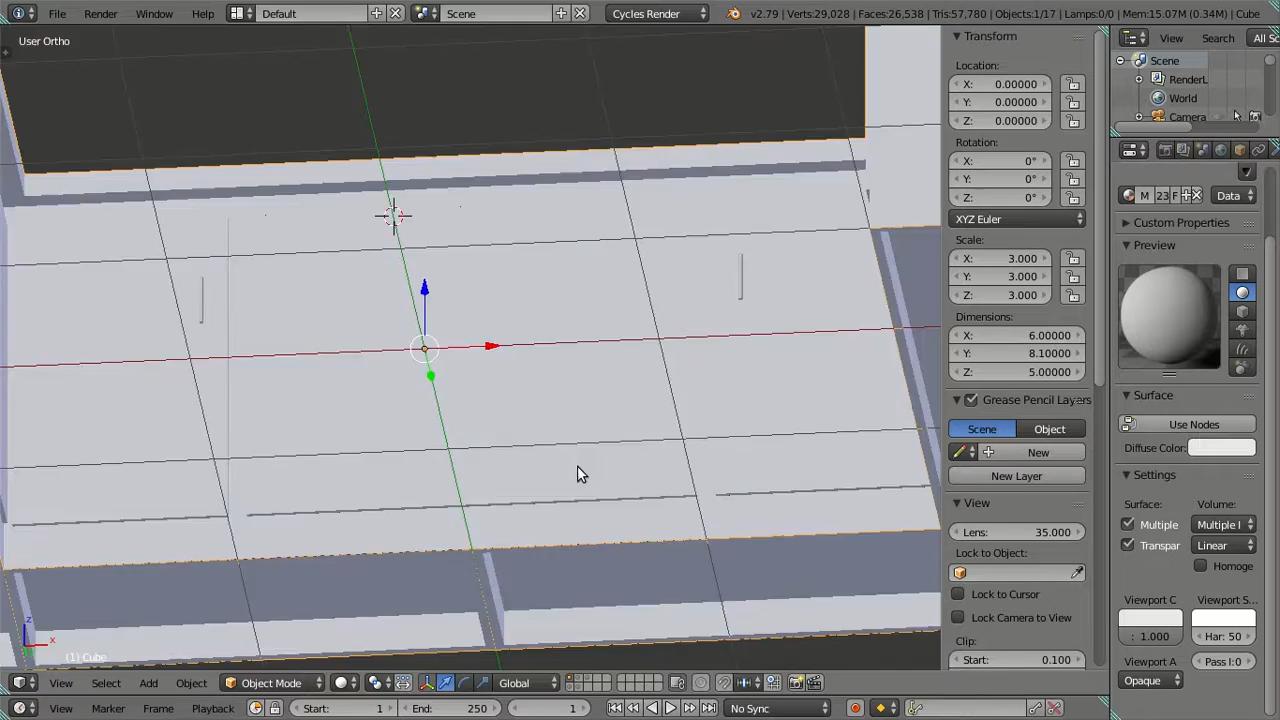 File Render Window Help Default Scene Cycles Render v2.79 | Verts:29,028 | Faces:26,538 | Tris:57,780 | Objects:1/17 | Lamps:0/0 | Mem:15.07M (0.34M) | Cube
User Ortho
Transform
Location:
X: 0.00000
Y: 0.00000
Z: 0.00000
Rotation:
X: 0°
Y: 0°
Z: 0°
XYZ Euler
Scale:
X: 3.000
Y: 3.000
Z: 3.000
Dimensions:
X: 6.00000
Y: 8.10000
Z: 5.00000
Grease Pencil Layers
Scene Object
New
New Layer
View
Lens: 35.000
Lock to Object:
Lock to Cursor
Lock Camera to View
Clip:
Start: 0.100
View Search All Sc
Scene
RenderL
World
Camera
M 23 F Data
Custom Properties
Preview
Surface
Use Nodes
Diffuse Color:
Settings
Surface: Volume:
Multiple Multiple I
Transpar Linear
Homoge
Viewport C Viewport S...
: 1.000 Har: 50
Viewport A Pass I: 0
Opaque
z
x
(1) Cube
View Select Add Object Object Mode Global
View Marker Frame Playback Start: 1 End: 250 1 No Sync